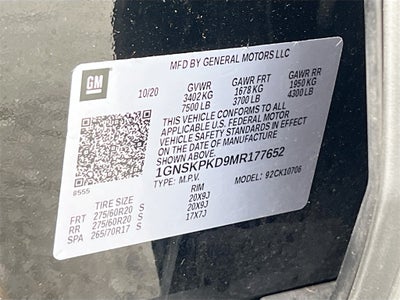 MFD BY GENERAL MOTORS LLC
GM
10/20 GVWR GAWR FRT GAWR RR
3402 KG 1678 KG 1950 KG
7500 LB 3700 LB 4300 LB
THIS VEHICLE CONFORMS TO ALL
APPLICABLE U.S. FEDERAL MOTOR
VEHICLE SAFETY STANDARDS IN
EFFECT ON THE DATE OF MANUFACTURE
SHOWN ABOVE.
1GNSKPKD9MR177652
8555
TYPE: M.P.V. MODEL: 92CK10706
TIRE SIZE RIM
FRT 275/60R20 S 20X9J
RR 275/60R20 S 20X9J
SPA 265/70R17 S 17X7J